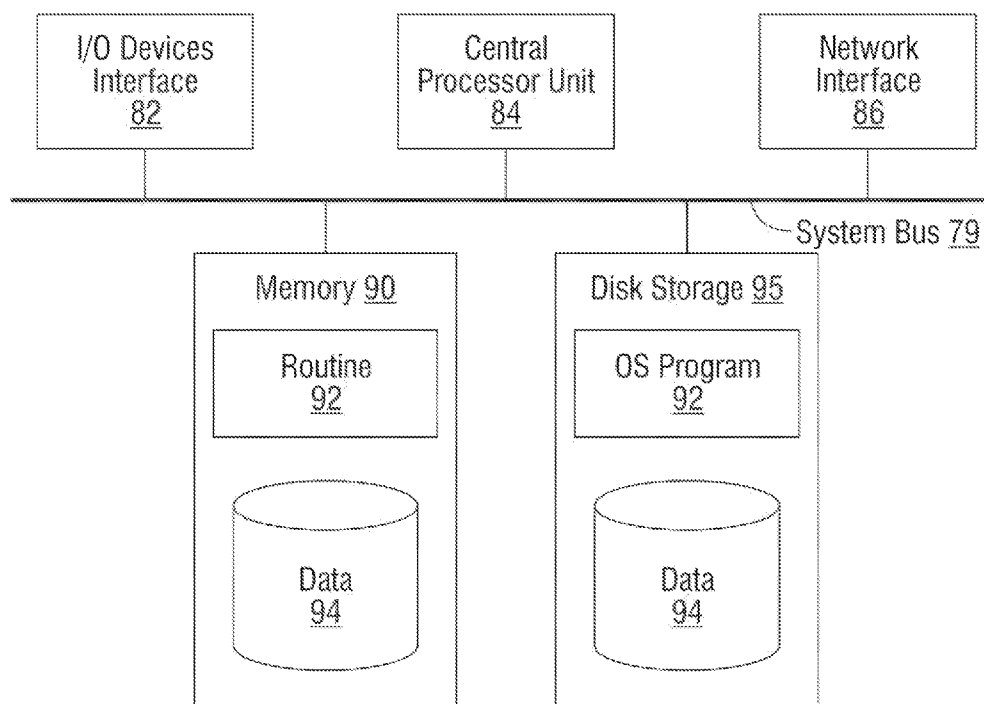 I/O Devices
Interface
82
Central
Processor Unit
84
Network
Interface
86
System Bus 79
Memory 90
Routine
92
Data
94
Disk Storage 95
OS Program
92
Data
94